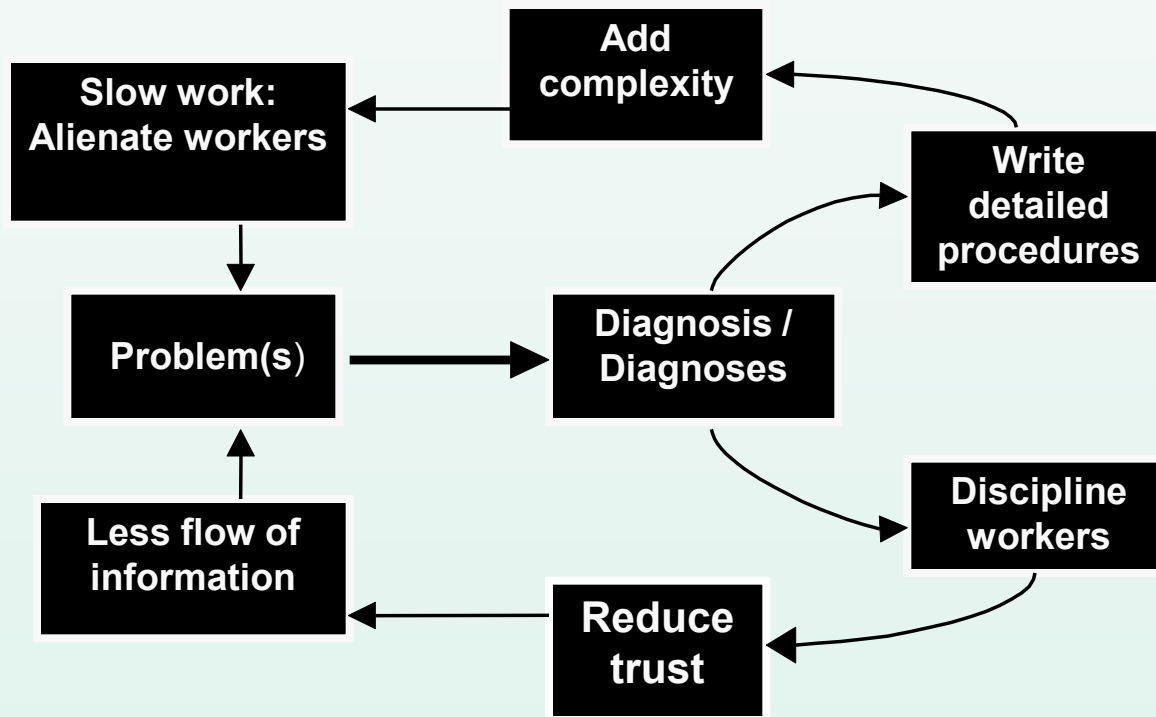 Add
complexity
Slow work:
Alienate workers
Write
detailed
procedures
Problem(s)
Diagnosis /
Diagnoses
Discipline
workers
Less flow of
information
Reduce
trust